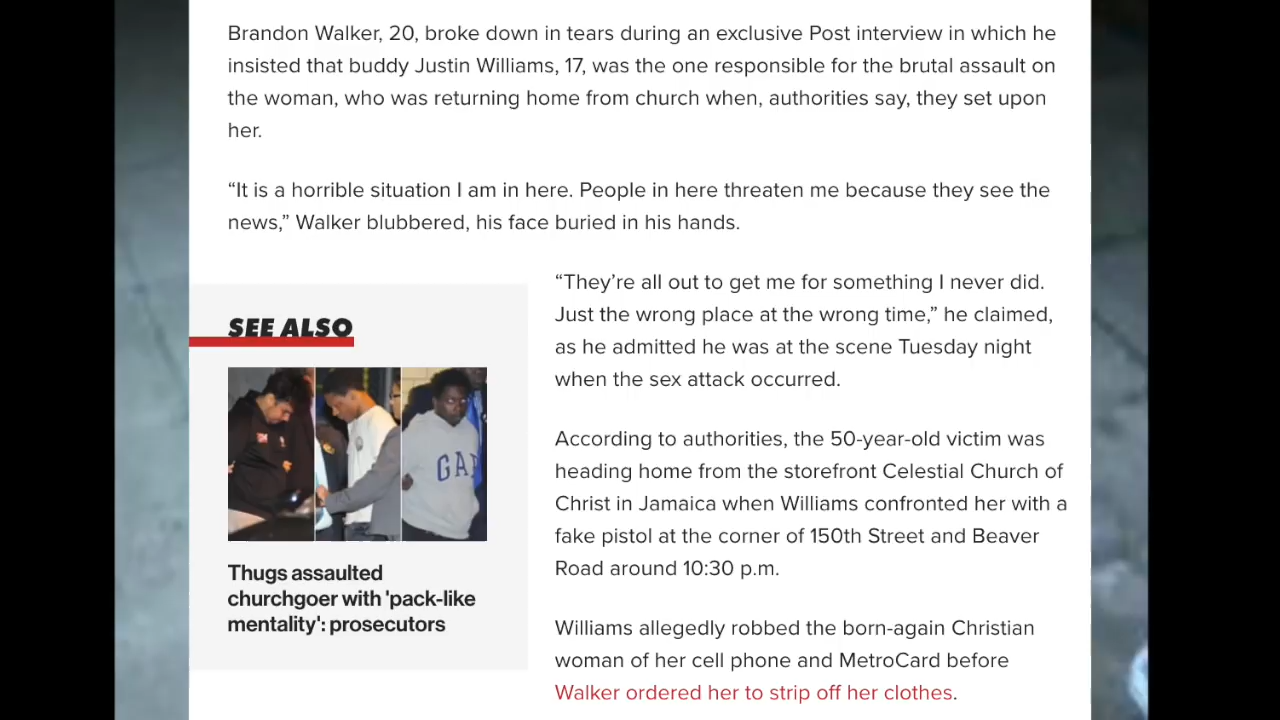 Brandon Walker, 20, broke down in tears during an exclusive Post interview in which he
insisted that buddy Justin Williams, 17, was the one responsible for the brutal assault on
the woman, who was returning home from church when, authorities say, they set upon
her.
“It is a horrible situation I am in here. People in here threaten me because they see the
news,” Walker blubbered, his face buried in his hands.
“They’re all out to get me for something I never did.
Just the wrong place at the wrong time,” he claimed,
as he admitted he was at the scene Tuesday night
when the sex attack occurred.
SEE ALSO
GAP
Thugs assaulted
churchgoer with 'pack-like
mentality': prosecutors
According to authorities, the 50-year-old victim was
heading home from the storefront Celestial Church of
Christ in Jamaica when Williams confronted her with a
fake pistol at the corner of 150th Street and Beaver
Road around 10:30 p.m.
Williams allegedly robbed the born-again Christian
woman of her cell phone and MetroCard before
Walker ordered her to strip off her clothes.